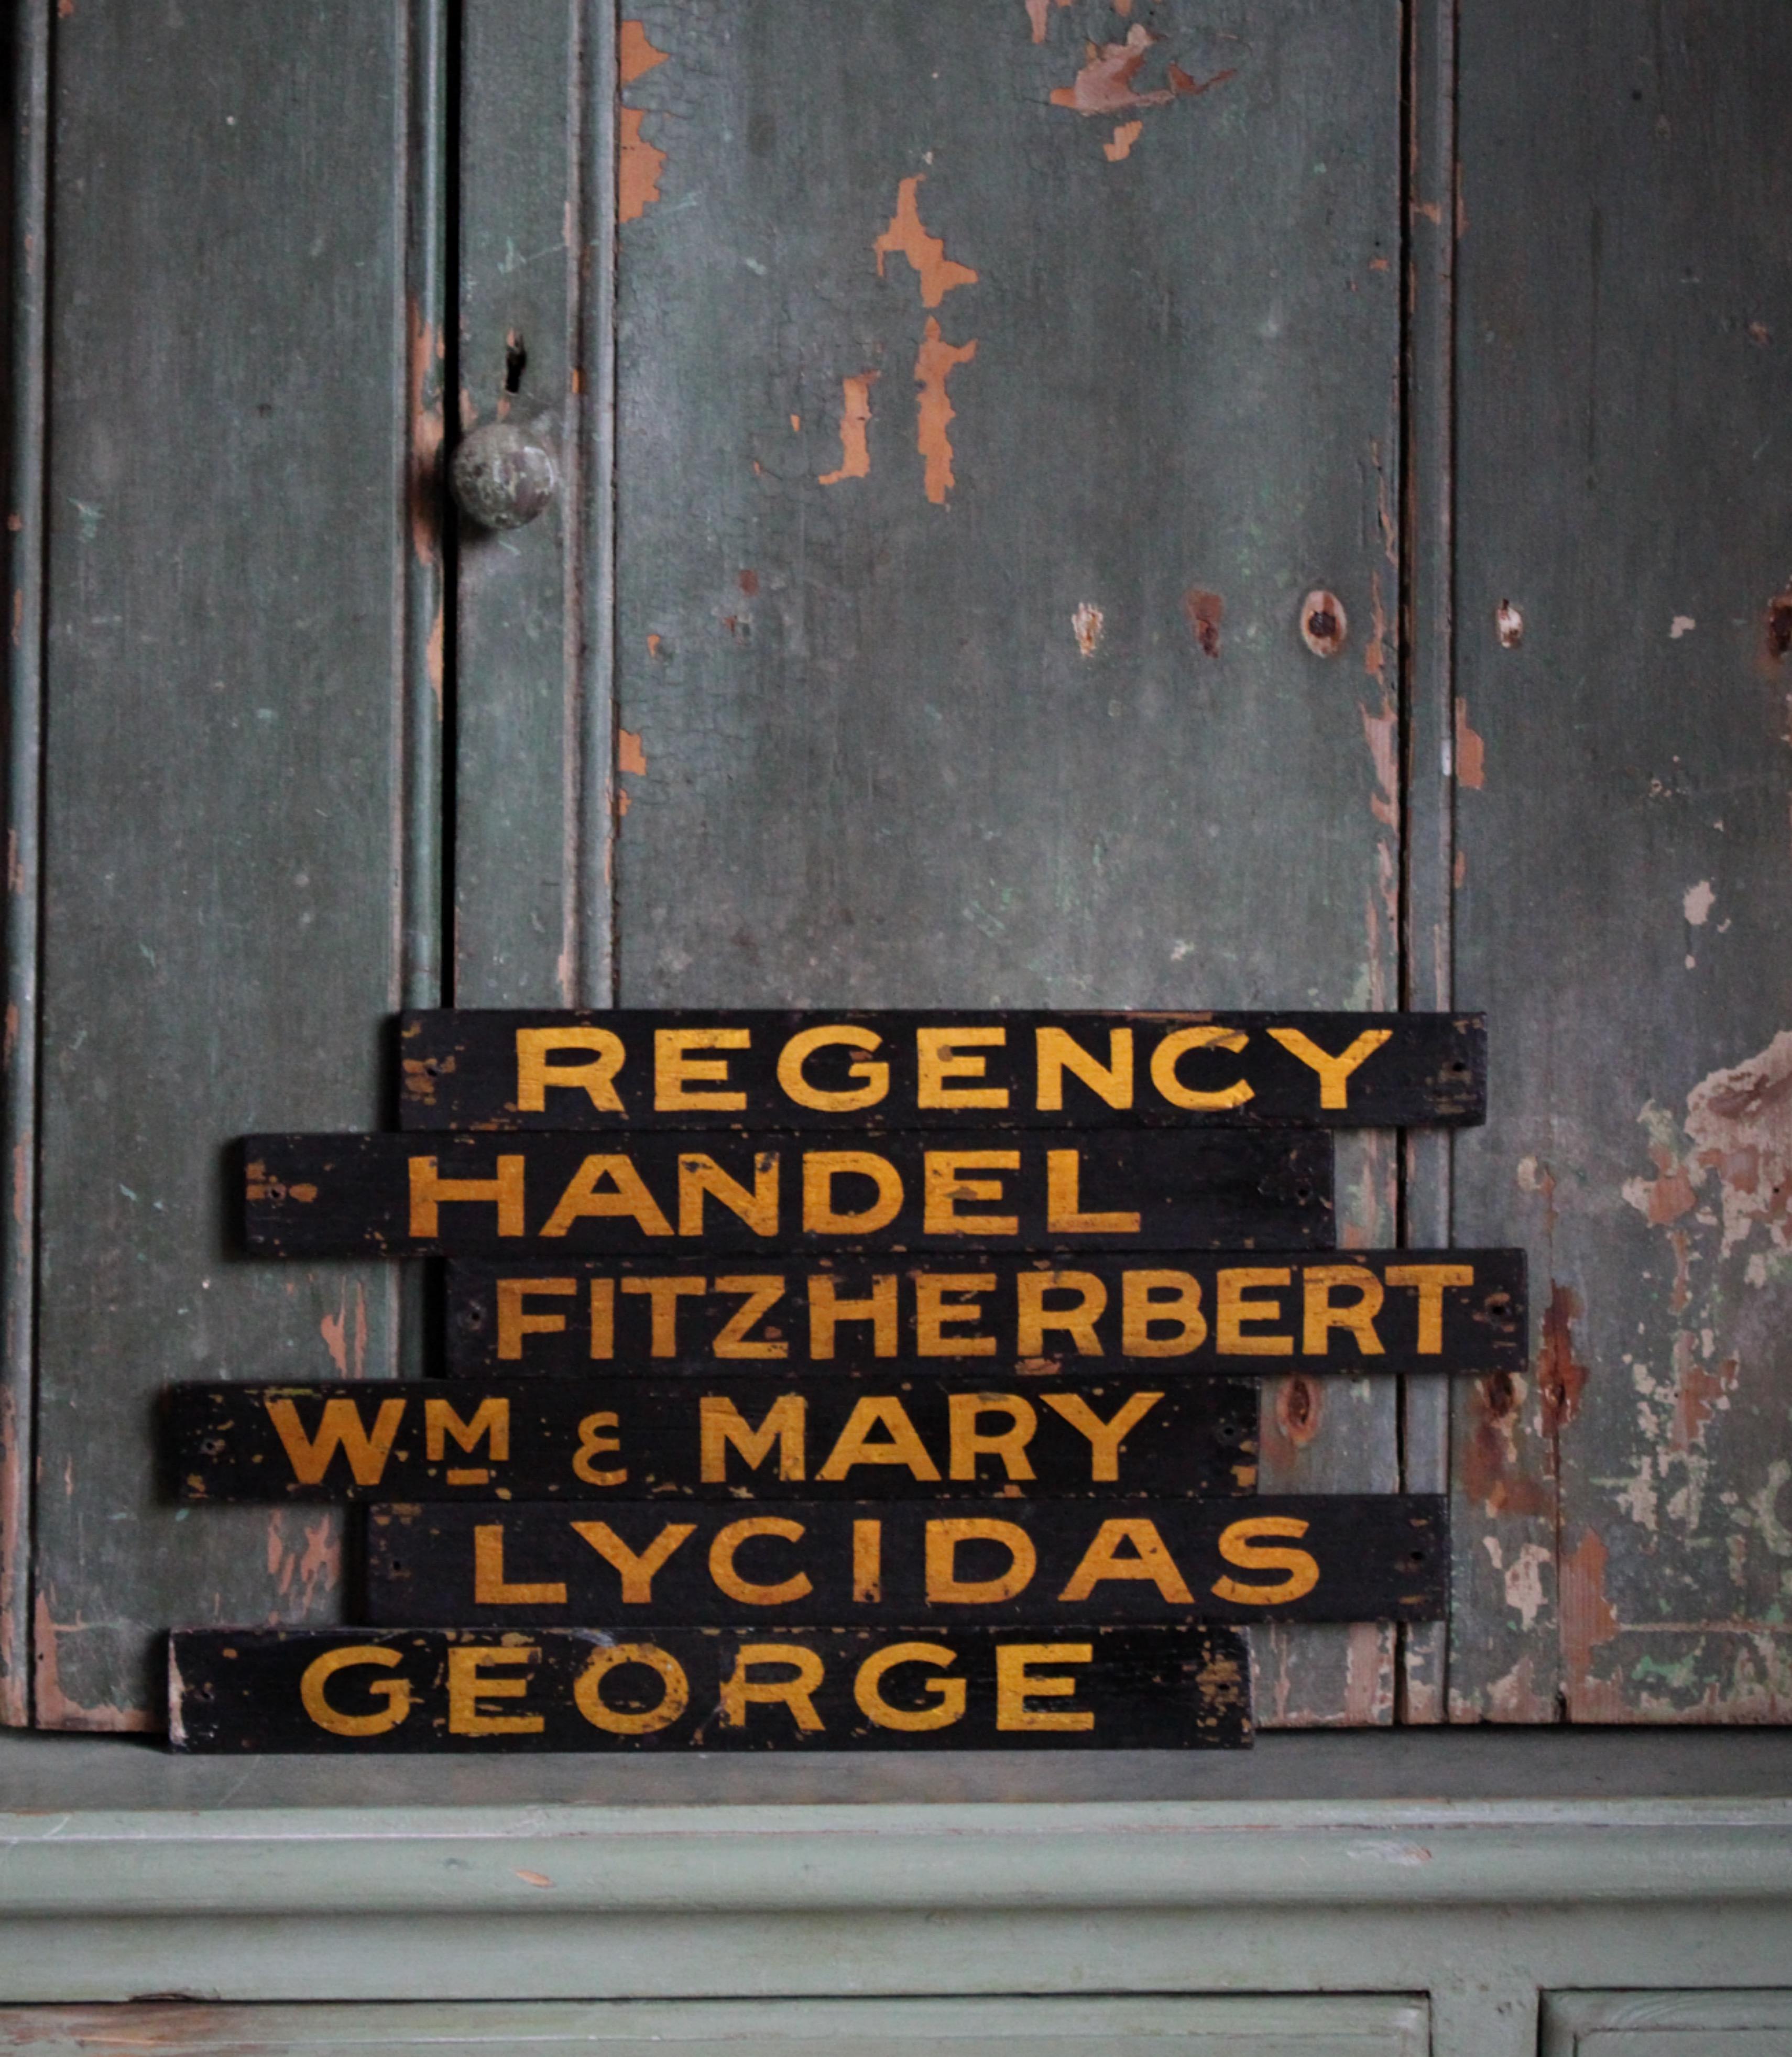 REGENCY
HANDEL
FITZHERBERT
WM & MARY
LYCIDAS
GEORGE